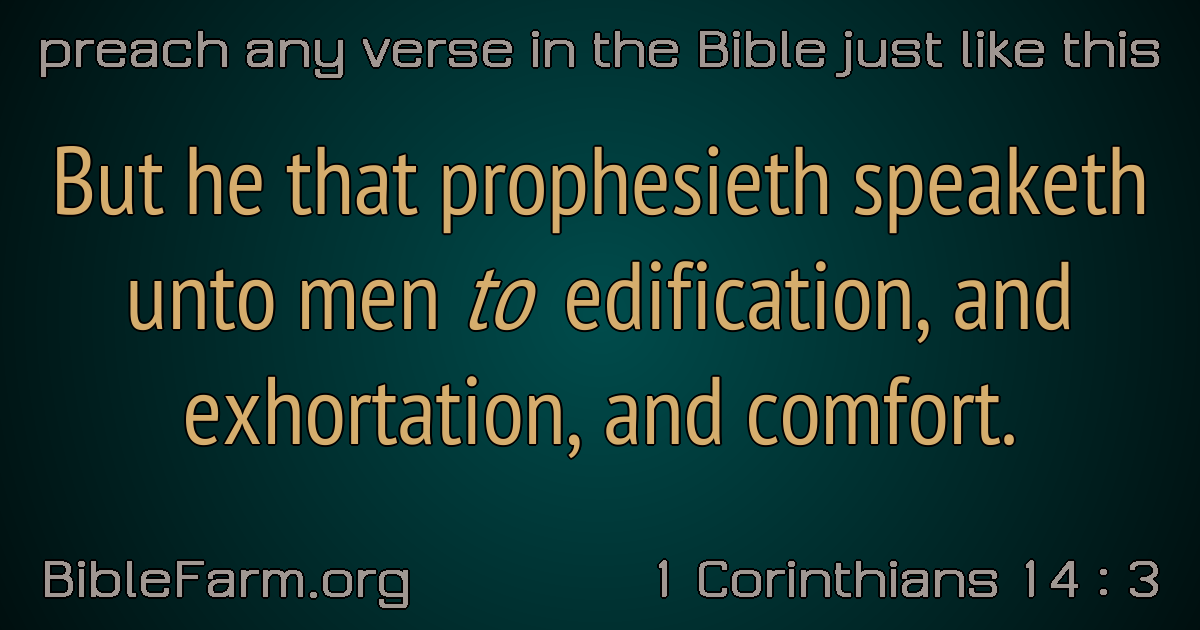 preach any verse in the Bible just like this
But he that prophesieth speaketh
unto men to edification, and
exhortation, and comfort.
BibleFarm.org
1 Corinthians 14 : 3